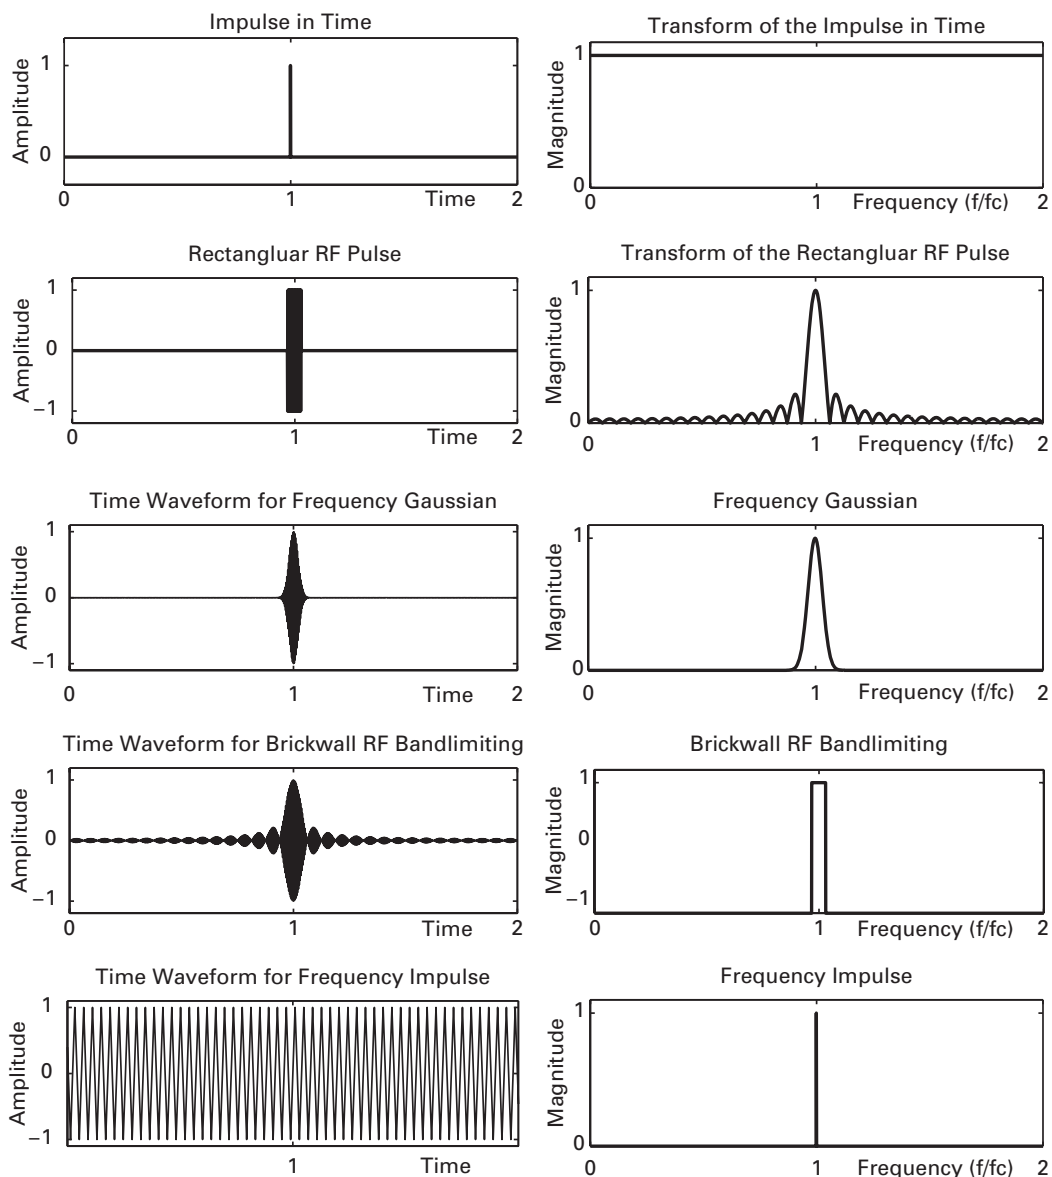 Impulse in Time
Amplitude
1
0
0
1
Time
2
Transform of the Impulse in Time
Magnitude
1
0
0
1
Frequency (f/fc)
2
Rectangluar RF Pulse
Amplitude
1
0
−1
0
1
Time
2
Transform of the Rectangluar RF Pulse
Magnitude
1
0
0
1
Frequency (f/fc)
2
Time Waveform for Frequency Gaussian
Amplitude
1
0
−1
0
1
Time
2
Frequency Gaussian
Magnitude
1
0
0
1
Frequency (f/fc)
2
Time Waveform for Brickwall RF Bandlimiting
Amplitude
1
0
−1
0
1
Time
2
Brickwall RF Bandlimiting
Magnitude
1
0
−1
0
1
Frequency (f/fc)
2
Time Waveform for Frequency Impulse
Amplitude
1
0
−1
1
Time
Frequency Impulse
Magnitude
1
0
0
1
Frequency (f/fc)
2